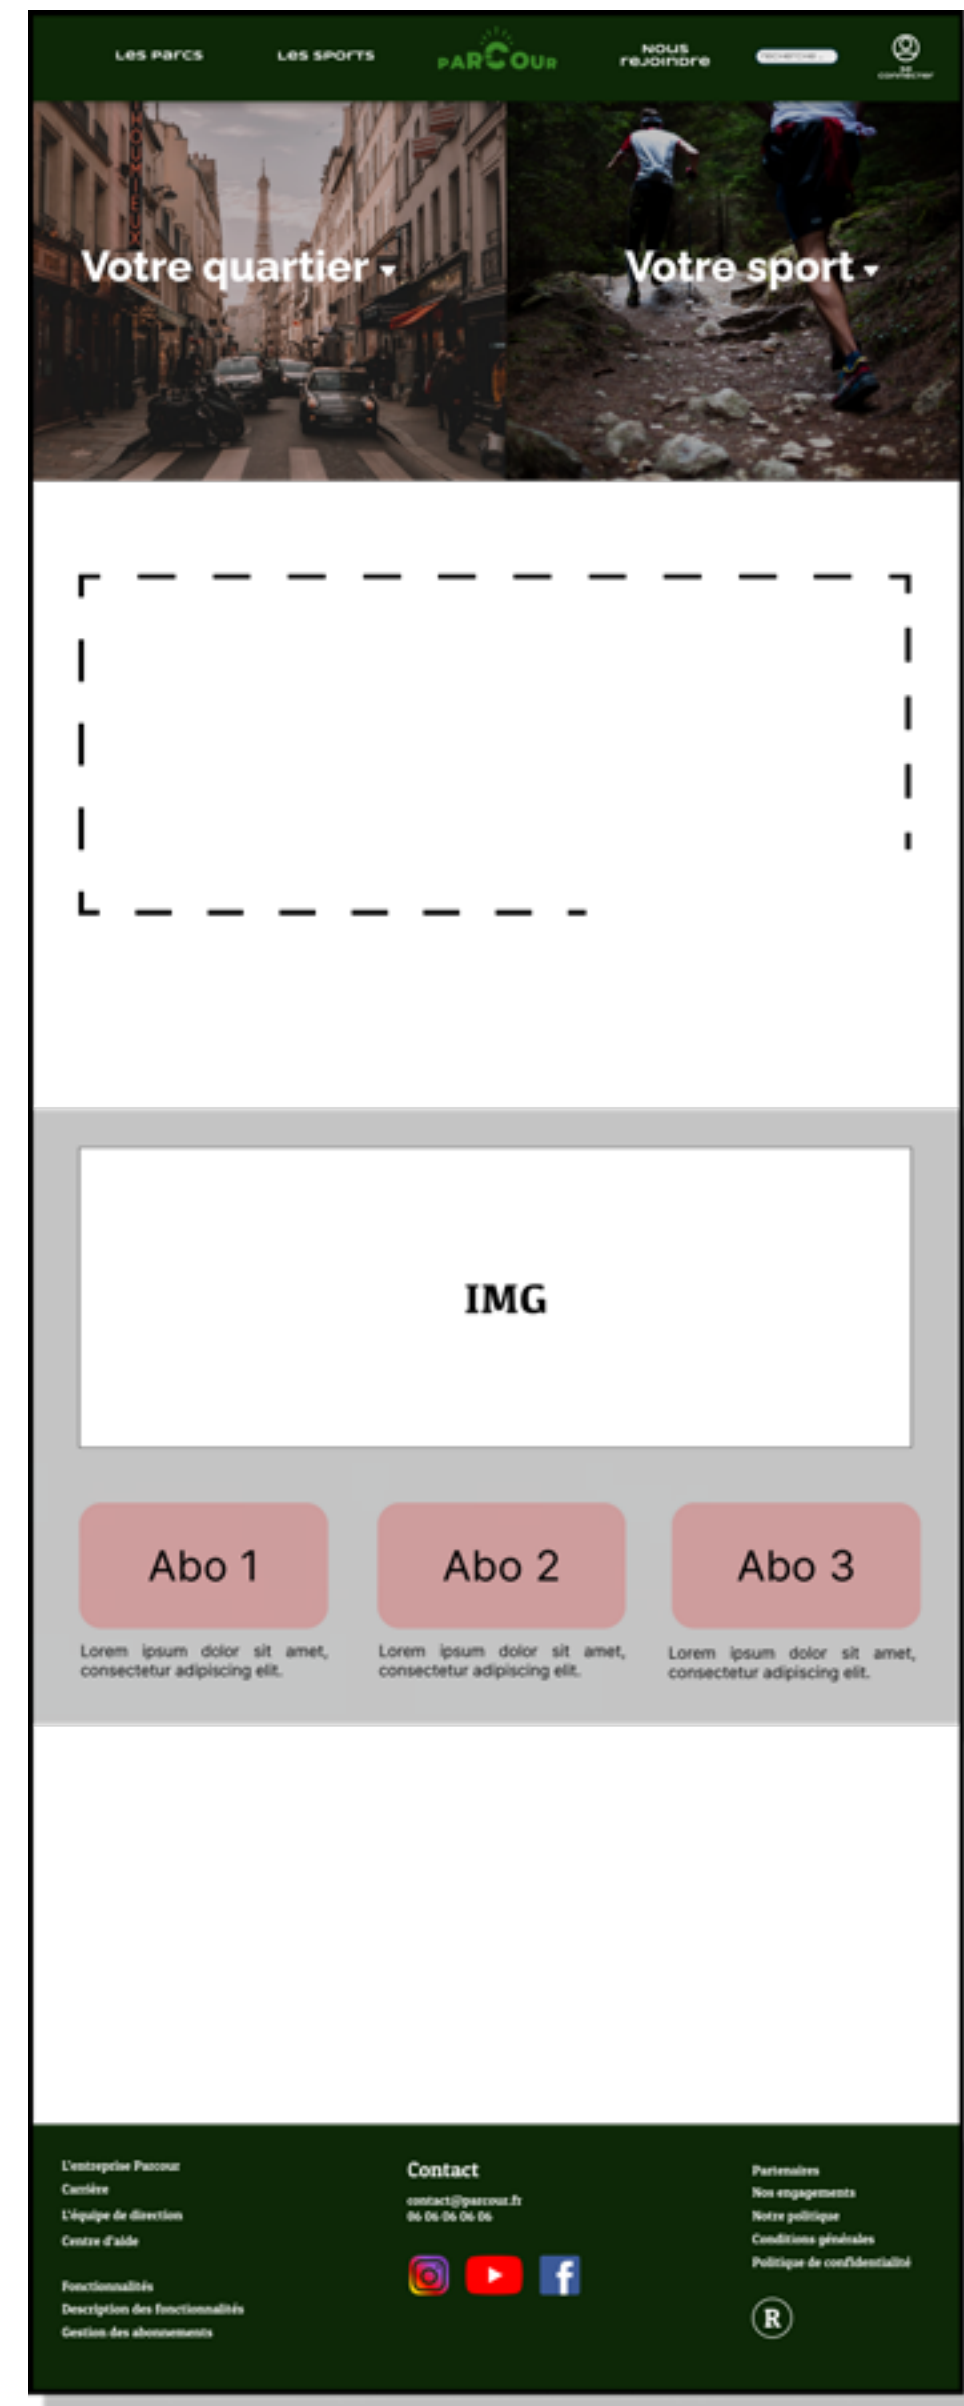 Les Parcs
Les sports
PARCOUR
Nous
rejoindre
recherche
se
connecter
HOUMIEUX
Votre quartier
Votre sport
IMG
Abo 1
Abo 2
Abo 3
Lorem ipsum dolor sit amet,
consectetur adipiscing elit.
Lorem ipsum dolor sit amet,
consectetur adipiscing elit.
Lorem ipsum dolor sit amet,
consectetur adipiscing elit.
L'entreprise Parcour
Carrière
L'équipe de direction
Centre d'aide
Fonctionnalités
Description des fonctionnalités
Gestion des abonnements
Contact
contact@parcour.fr
06 06 06 06 06
Partenaires
Nos engagements
Notre politique
Conditions générales
Politique de confidentialité
R